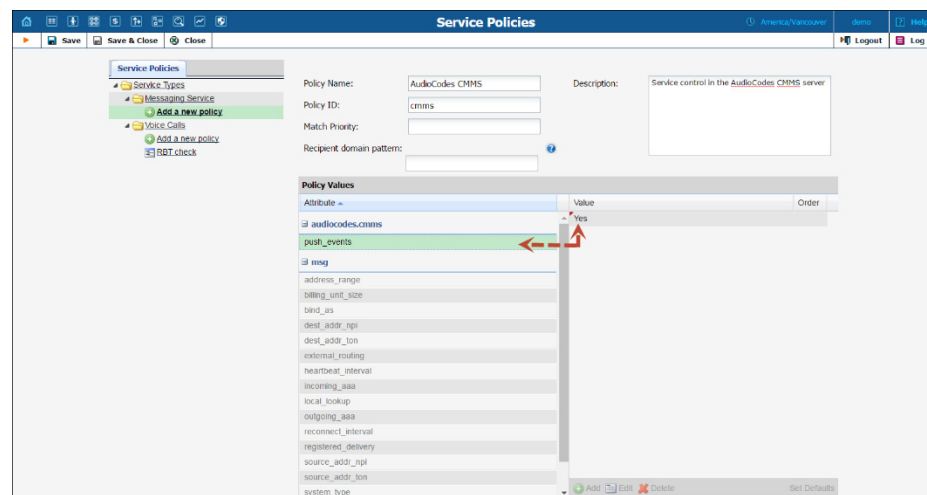 Service Policies
America/Vancouver
demo
Help
Save
Save & Close
Close
Logout
Log
Service Policies
Service Types
Messaging Service
Add a new policy
Voice Calls
Add a new policy
RBT check
Policy Name:
AudioCodes CMMS
Description:
Service control in the AudioCodes CMMS server
Policy ID:
cmms
Match Priority:
Recipient domain pattern:
Policy Values
Attribute
Value
Order
audiocodes.cmms
Yes
push_events
msg
address_range
billing_unit_size
bind_as
dest_addr_npi
dest_addr_ton
external_routing
heartbeat_interval
incoming_aaa
local_lookup
outgoing_aaa
reconnect_interval
registered_delivery
source_addr_npi
source_addr_ton
system_type
Add
Edit
Delete
Set Defaults